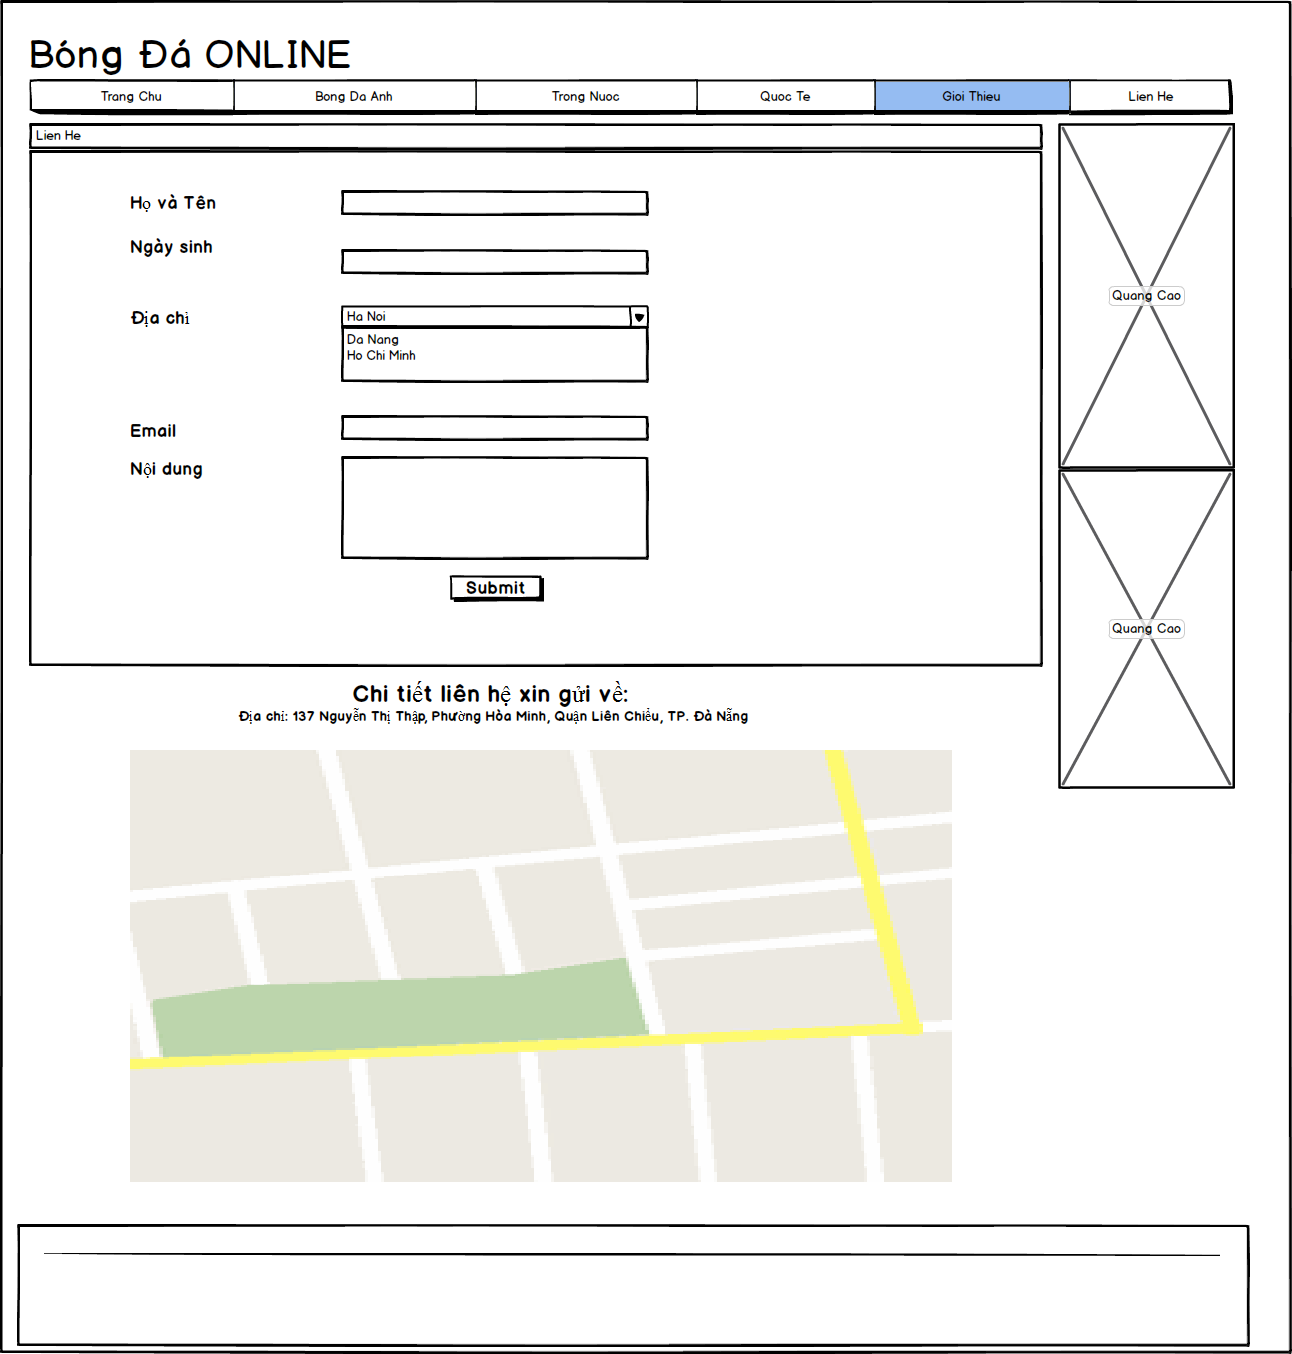 Bóng Đá ONLINE
Trang Chu Bong Da Anh Trong Nuoc Quoc Te Gioi Thieu Lien He
Lien He
Họ và Tên
Ngày sinh
Địa chỉ
Ha Noi
Da Nang
Ho Chi Minh
Email
Nội dung
Submit
Quang Cao
Quang Cao
Chi tiết liên hệ xin gửi về:
Địa chỉ: 137 Nguyễn Thị Thập, Phường Hòa Minh, Quận Liên Chiểu, TP. Đà Nẵng